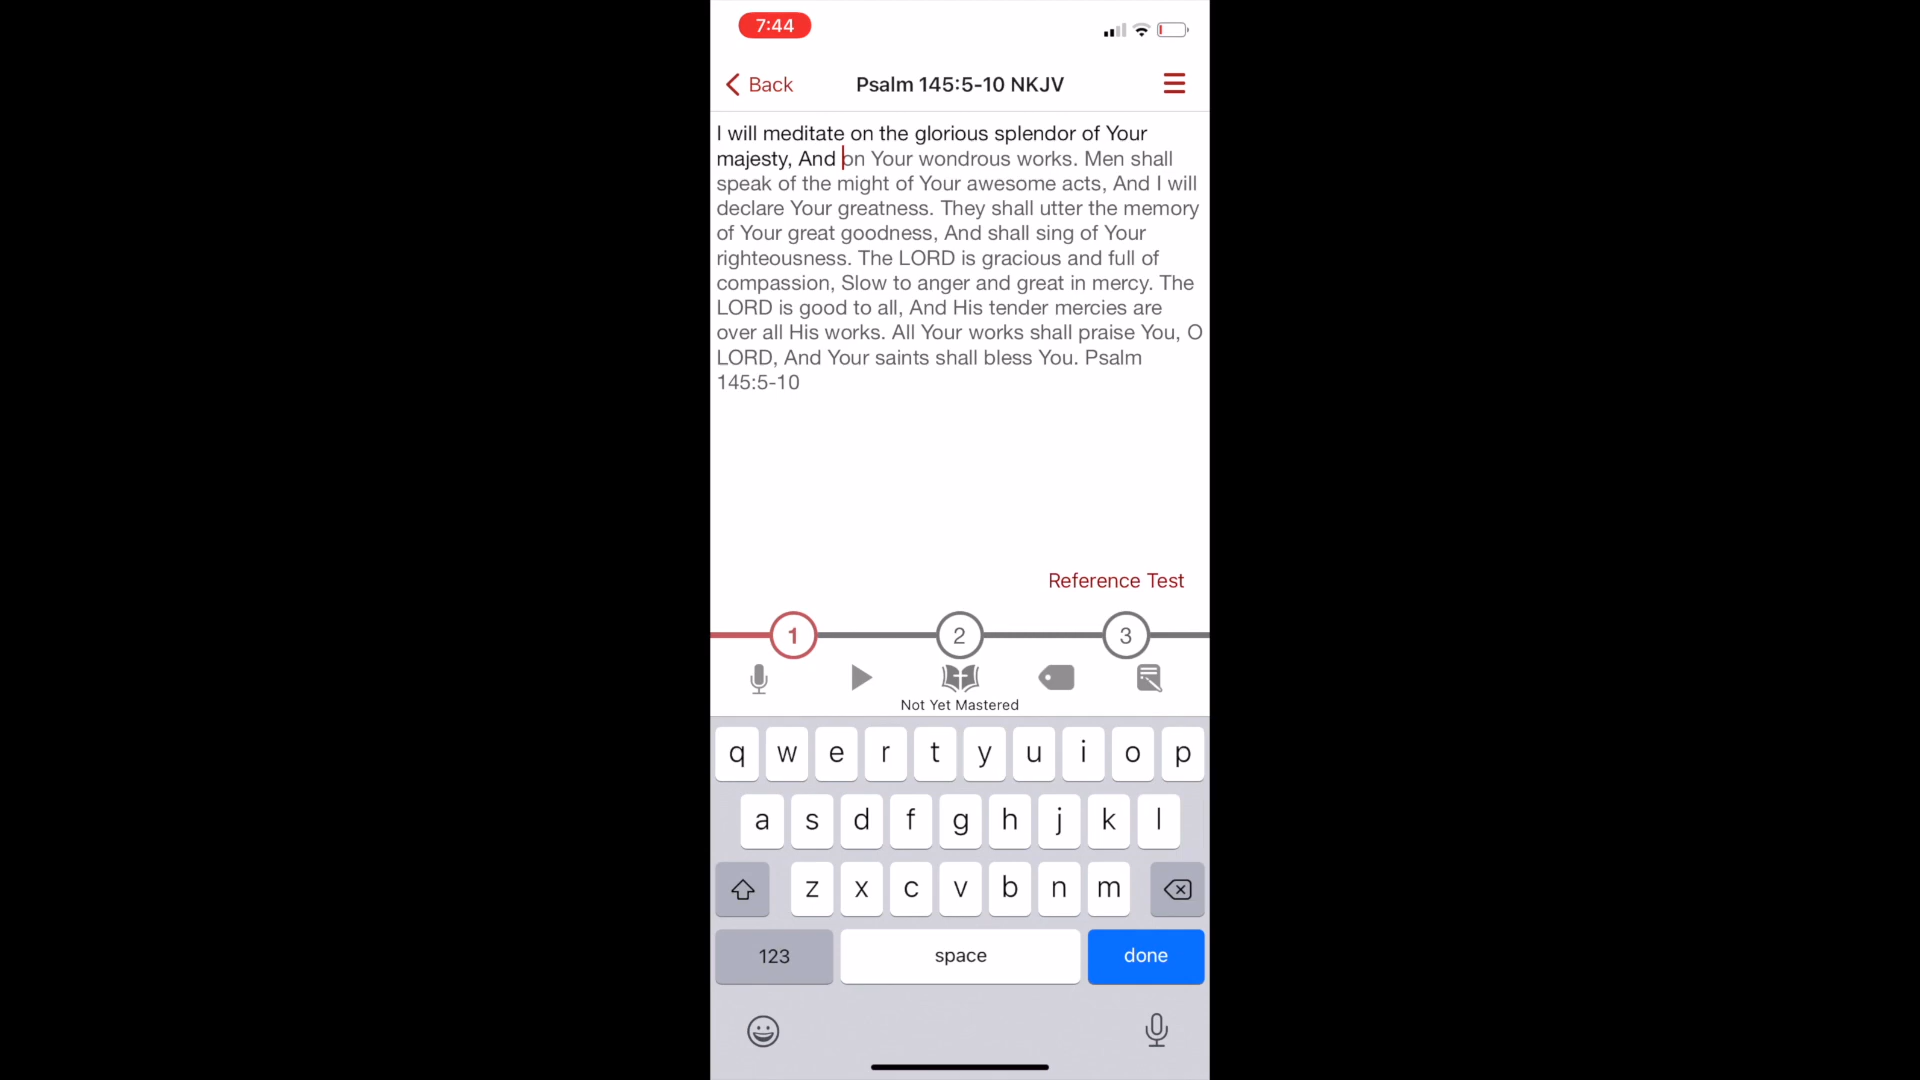 7:44
Back
Psalm 145:5-10 NKJV
I will meditate on the glorious splendor of Your
majesty, And on Your wondrous works. Men shall
speak of the might of Your awesome acts, And I will
declare Your greatness. They shall utter the memory
of Your great goodness, And shall sing of Your
righteousness. The LORD is gracious and full of
compassion, Slow to anger and great in mercy. The
LORD is good to all, And His tender mercies are
over all His works. All Your works shall praise You, O
LORD, And Your saints shall bless You. Psalm
145:5-10
Reference Test
1 2 3
Not Yet Mastered
q w e r t y u i o p
a s d f g h j k l
z x c v b n m
123 space done